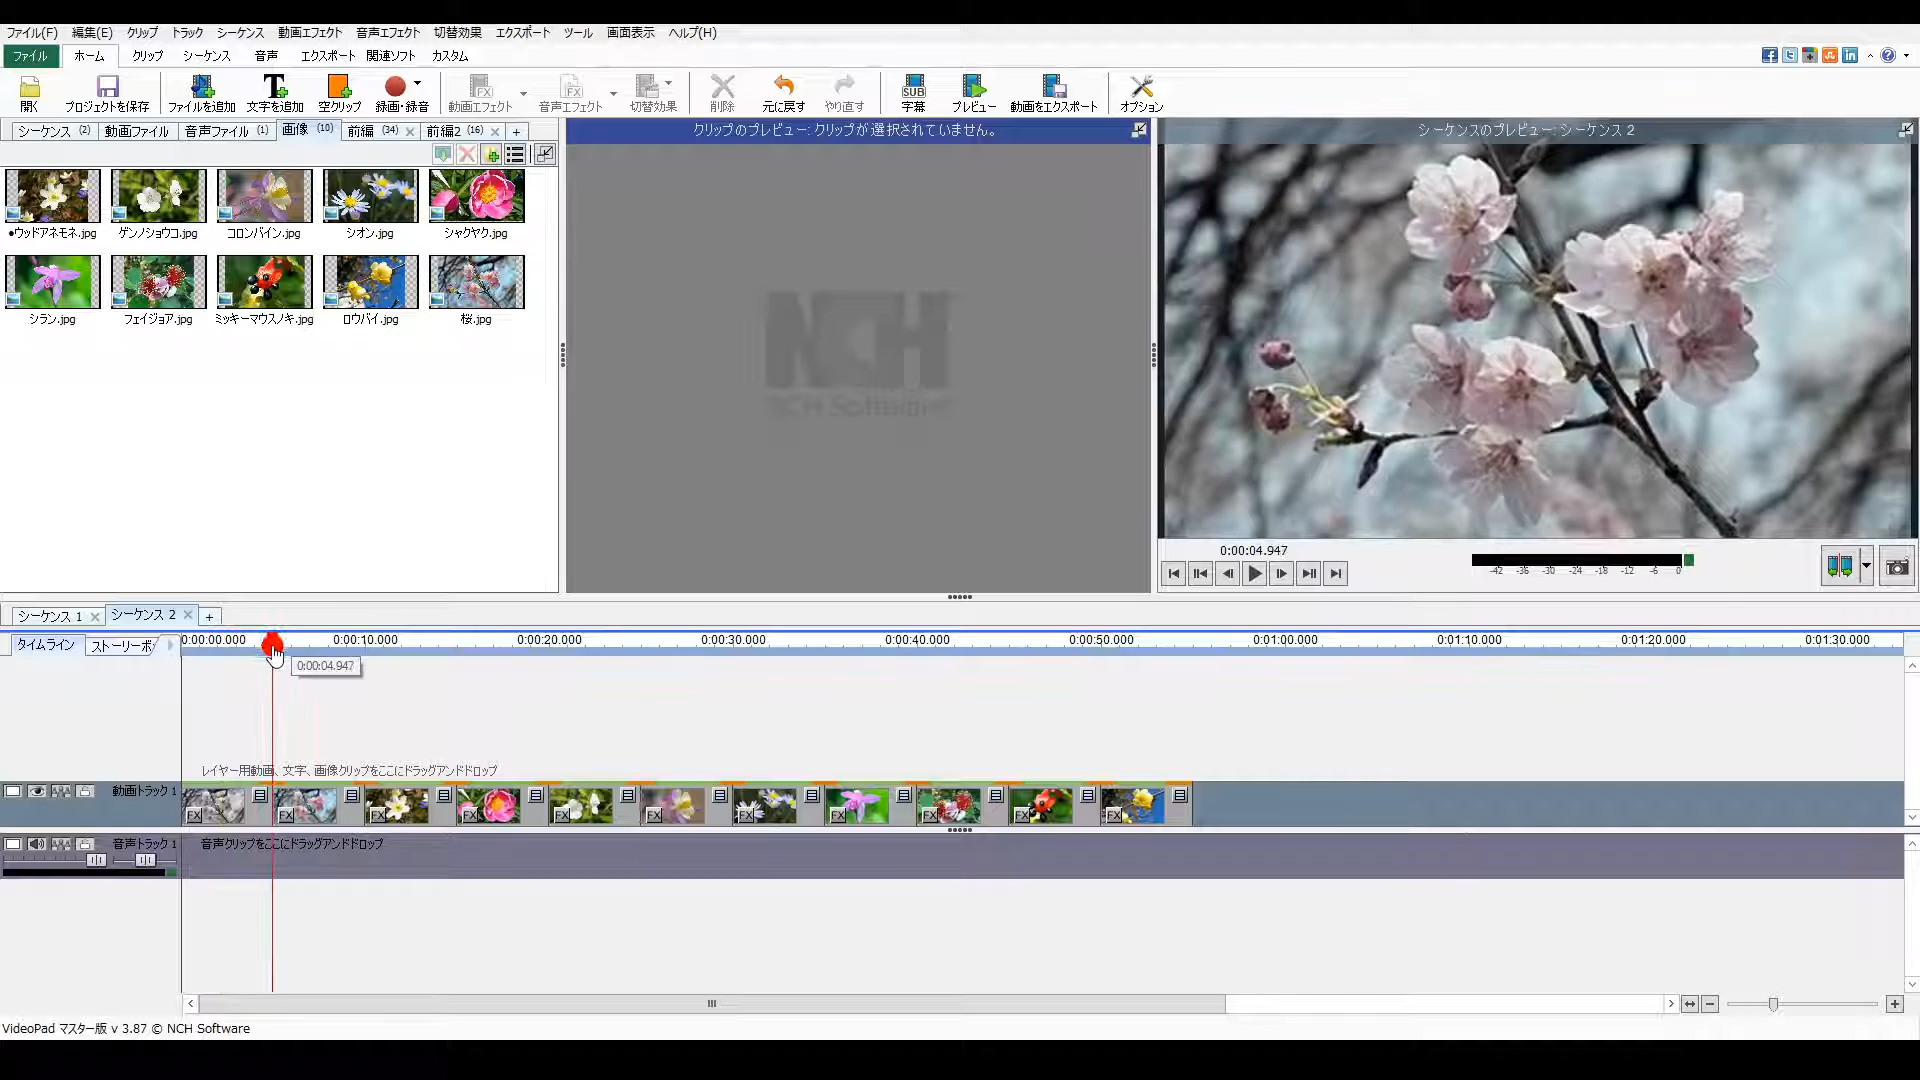 ファイル(F) 編集(E) クリップ トラック シーケンス 動画エフェクト 音声エフェクト 切替効果 エクスポート ツール 画面表示 ヘルプ(H)
ファイル ホーム クリップ シーケンス 音声 エクスポート 関連ソフト カスタム
開く プロジェクトを保存 ファイルを追加 文字を追加 空クリップ 録画・録音 動画エフェクト 音声エフェクト 切替効果 削除 元に戻す やり直す 字幕 プレビュー 動画をエクスポート オプション
シーケンス (2) 動画ファイル 音声ファイル (1) 画像 (10) 前編 (34) 前編2 (16) +
クリップのプレビュー: クリップが選択されていません。
シーケンスのプレビュー: シーケンス 2
●ウッドアネモネ.jpg ゲンノショウコ.jpg コロンバイン.jpg シオン.jpg シャクヤク.jpg
シラン.jpg フェイジョア.jpg ミッキーマウスノキ.jpg ロウバイ.jpg 桜.jpg
NCH
NCH Software
0:00:04.947
-42 -36 -30 -24 -18 -12 -6 0
シーケンス 1 シーケンス 2 +
タイムライン ストーリーボ
0:00:00.000 0:00:10.000 0:00:20.000 0:00:30.000 0:00:40.000 0:00:50.000 0:01:00.000 0:01:10.000 0:01:20.000 0:01:30.000
0:00:04.947
レイヤー用動画、文字、画像クリップをここにドラッグアンドドロップ
動画トラック 1
FX FX FX FX FX FX FX FX FX FX FX
音声トラック 1 音声クリップをここにドラッグアンドドロップ
VideoPad マスター版 v 3.87 © NCH Software